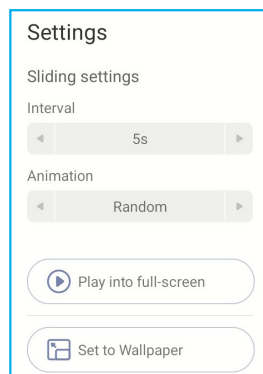 Settings
Sliding settings
Interval
5s
Animation
Random
Play into full-screen
Set to Wallpaper